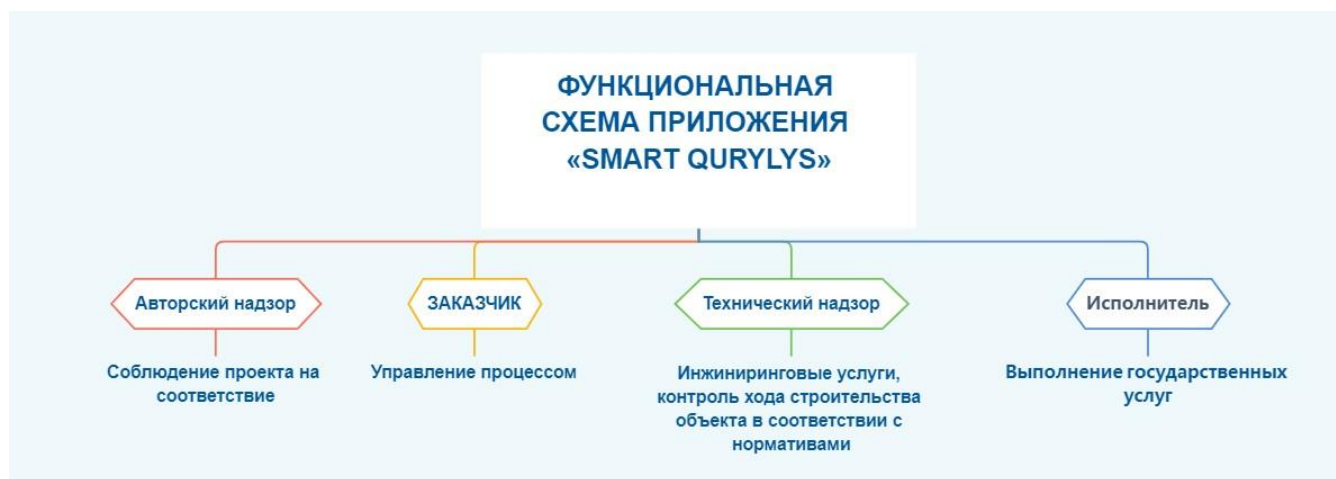 ФУНКЦИОНАЛЬНАЯ
СХЕМА ПРИЛОЖЕНИЯ
«SMART QURYLYS»
Авторский надзор
ЗАКАЗЧИК
Технический надзор
Исполнитель
Соблюдение проекта на
соответствие
Управление процессом
Инжиниринговые услуги,
контроль хода строительства
объекта в соответствии с
нормативами
Выполнение государственных
услуг